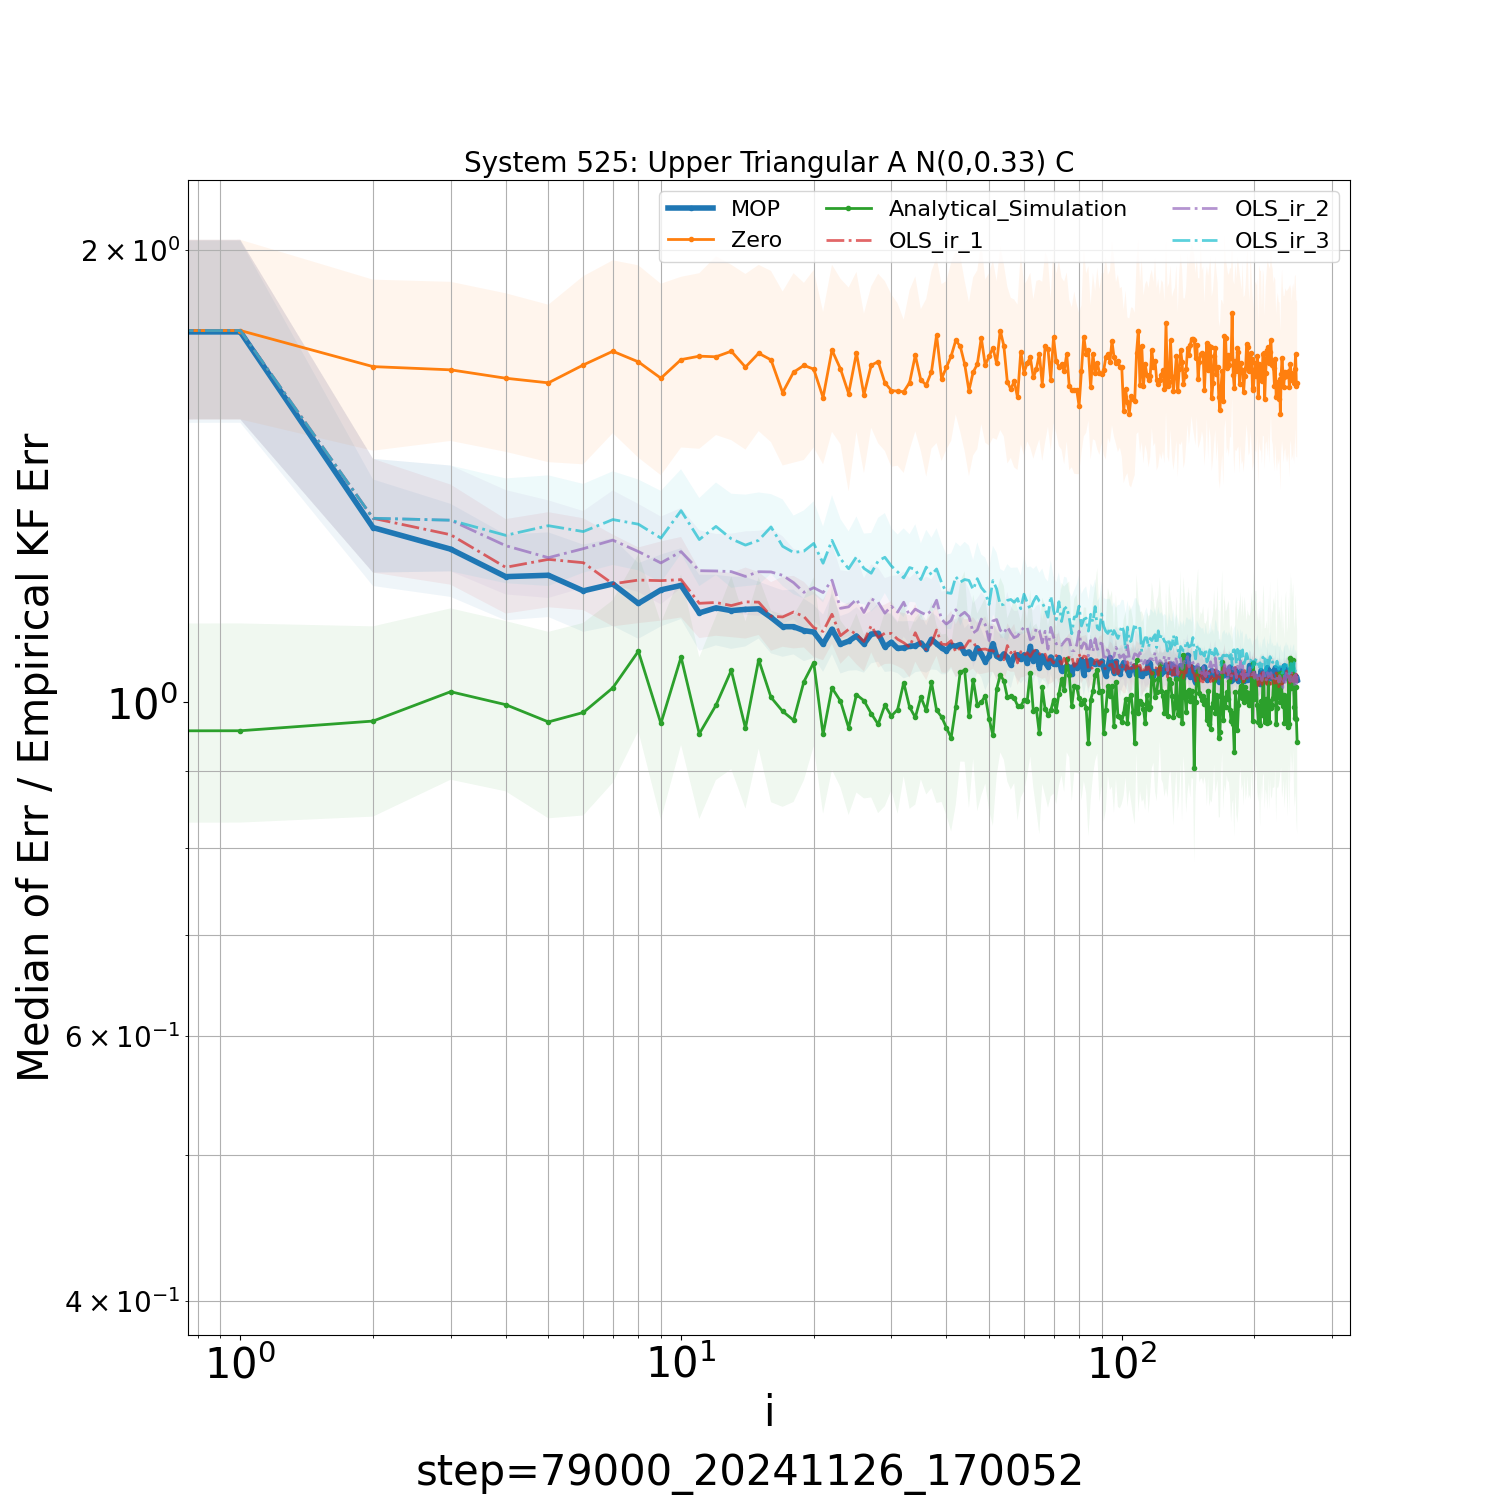 System 525: Upper Triangular A N(0,0.33) C
MOP
Zero
Analytical_Simulation
OLS_ir_1
OLS_ir_2
OLS_ir_3
Median of Err / Empirical KF Err
2 × 10⁰
10⁰
6 × 10⁻¹
4 × 10⁻¹
10⁰ 10¹ 10²
i
step=79000_20241126_170052